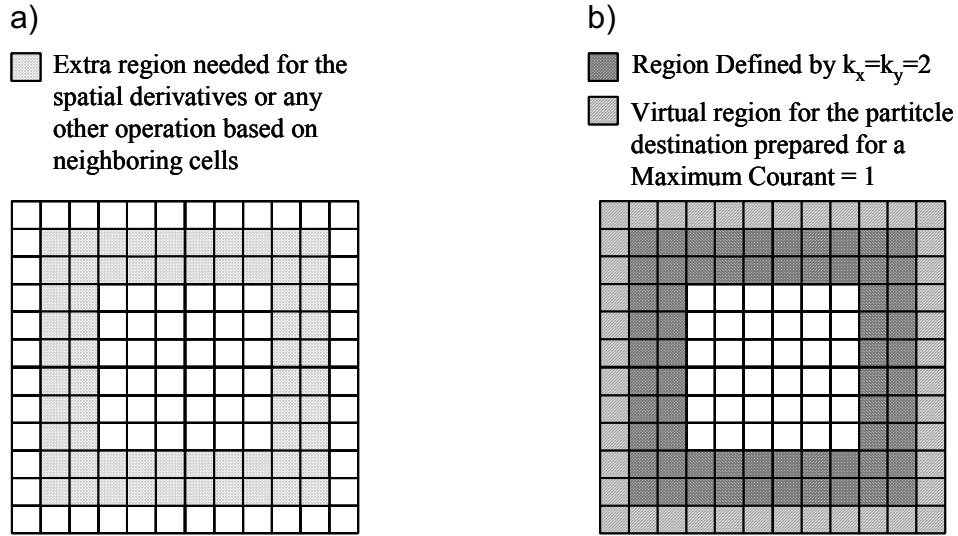 a)
Extra region needed for the
spatial derivatives or any
other operation based on
neighboring cells
b)
Region Defined by kx=ky=2
Virtual region for the partitcle
destination prepared for a
Maximum Courant = 1